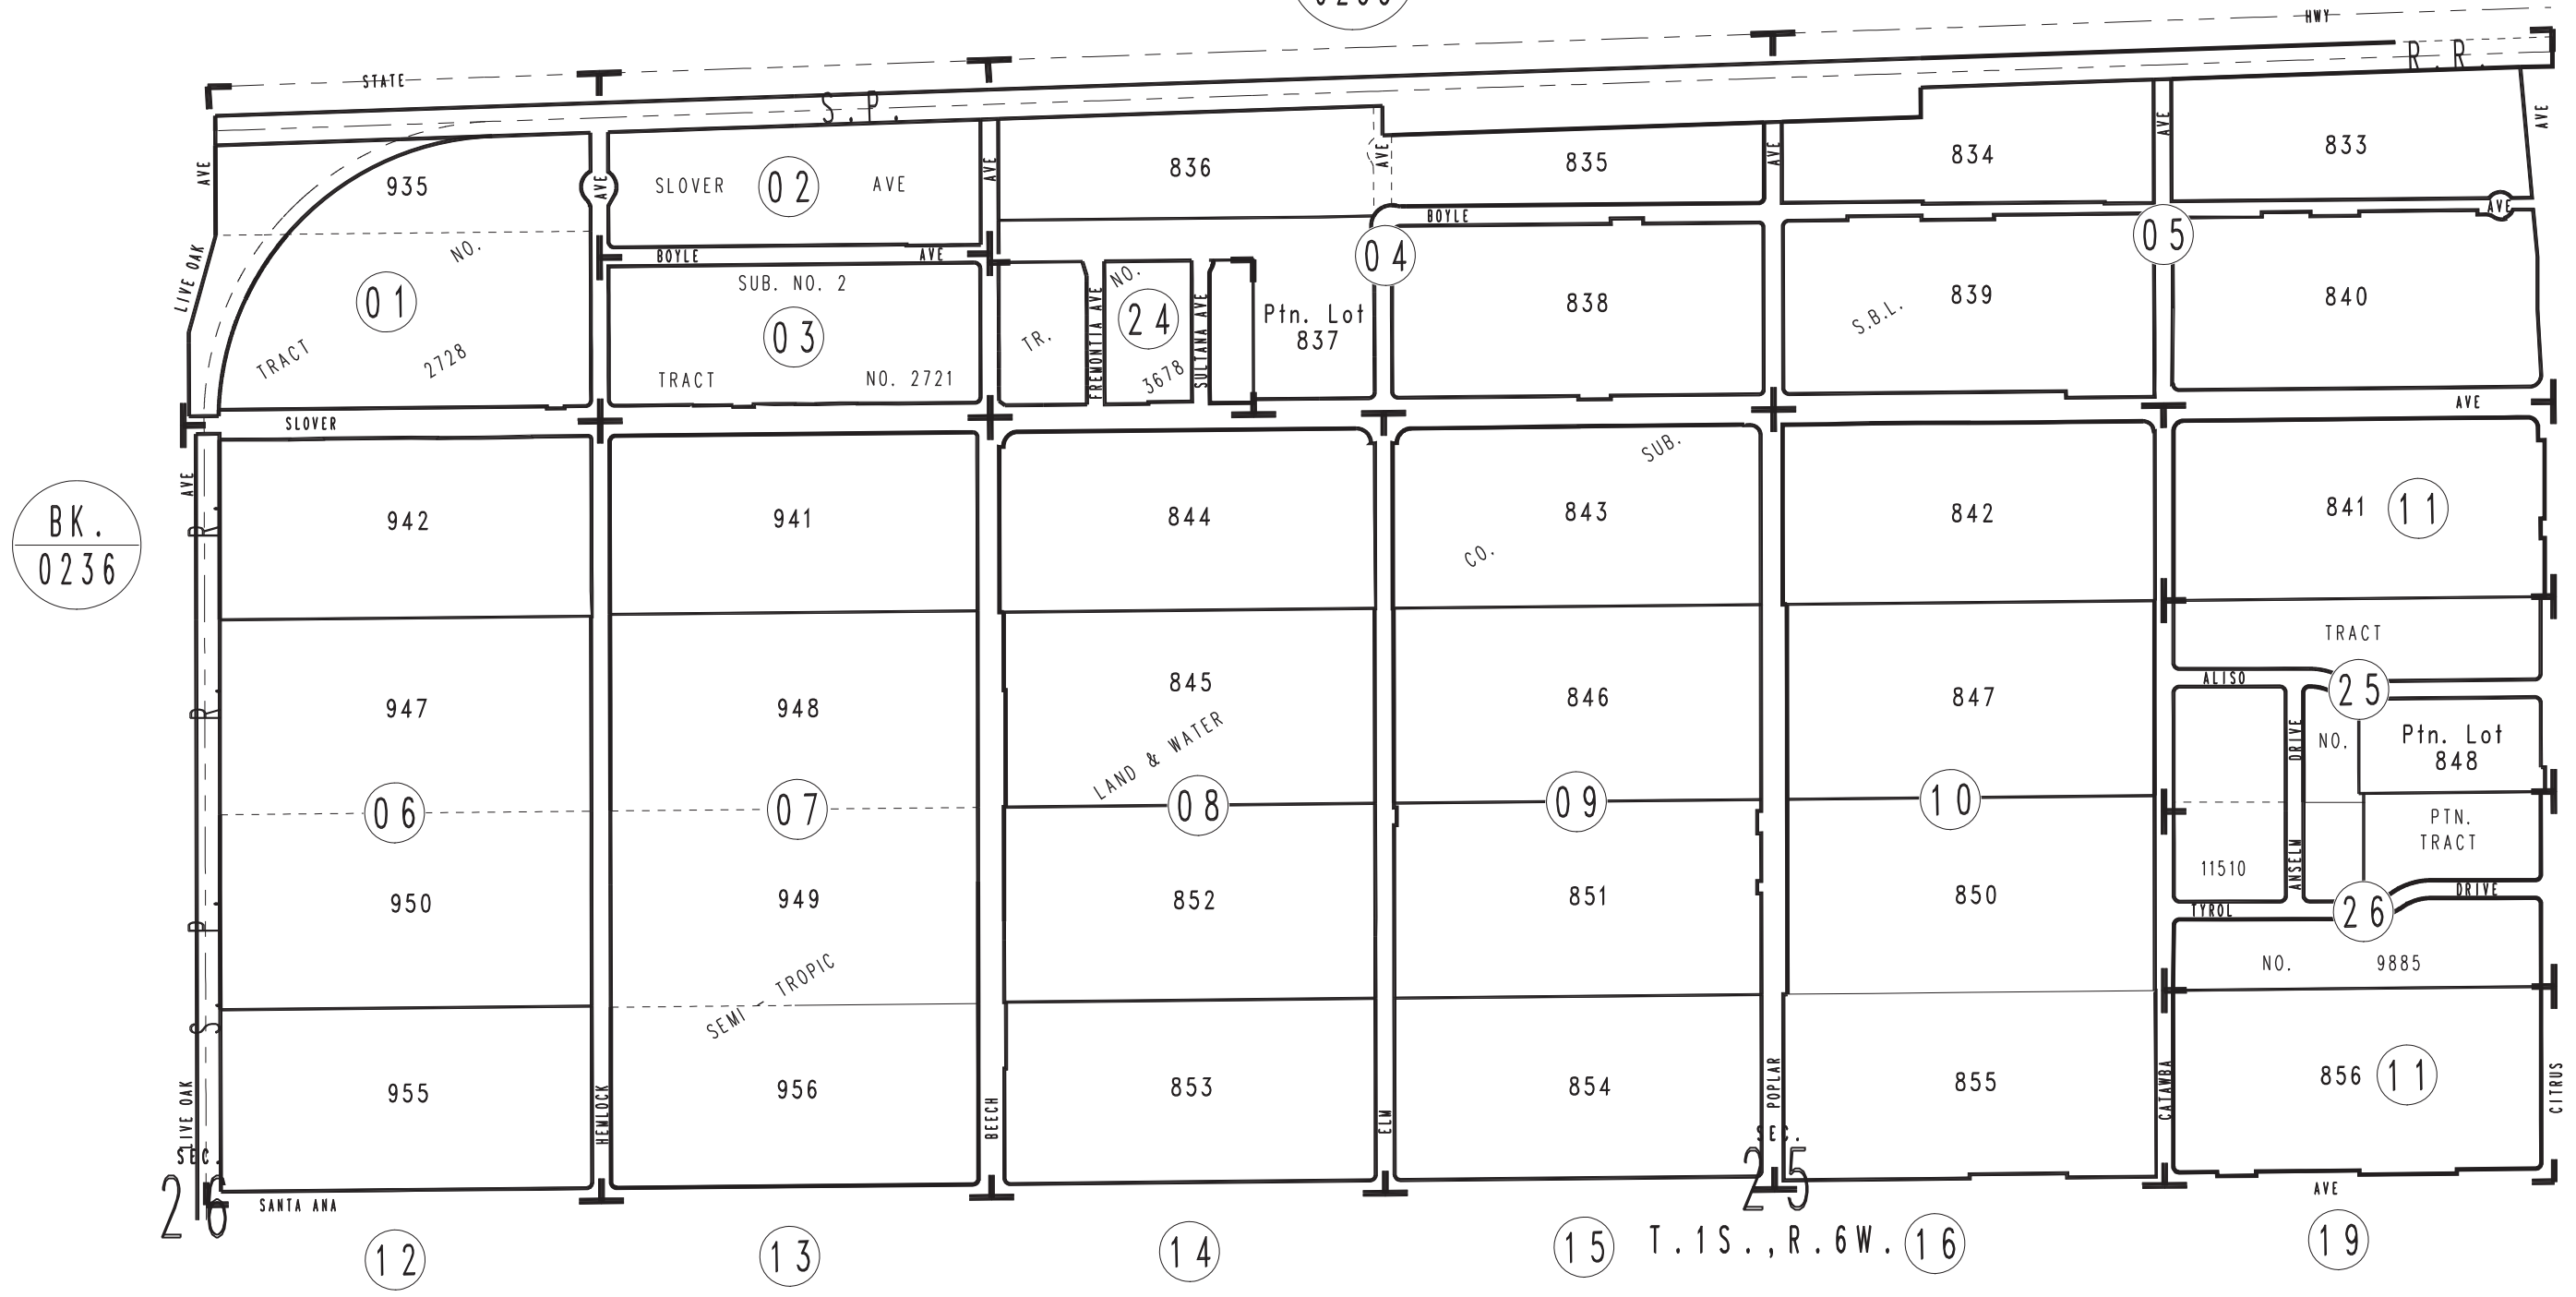 HWY
STATE
S.P.
R.R.
AVE
935
AVE
SLOVER
02
AVE
AVE
836
AVE
835
AVE
834
AVE
833
AVE
BOYLE
AVE
LIVE OAK
NO.
01
TRACT
2728
BOYLE
AVE
SUB. NO. 2
03
TRACT
NO. 2721
TR.
FREMONTIA AVE
NO.
24
3678
SULTANA AVE
Ptn. Lot
837
04
838
S.B.L.
839
05
840
SLOVER
AVE
BK.
0236
AVE
942
941
844
843
SUB.
CO.
842
841
11
TRACT
ALISO
25
947
948
845
LAND & WATER
846
847
DRIVE
NO.
Ptn. Lot
848
06
07
08
09
10
PTN.
TRACT
11510
ANSELM
DRIVE
TYROL
26
950
949
852
851
850
NO.
9885
SEMI - TROPIC
S. P. R. R.
955
956
853
854
855
856
11
LIVE OAK
HEMLOCK
BEECH
ELM
POPLAR
CATAWBA
CITRUS
SEC.
26
SEC.
25
SANTA ANA
AVE
12
13
14
15
T.1S.,R.6W.
16
19